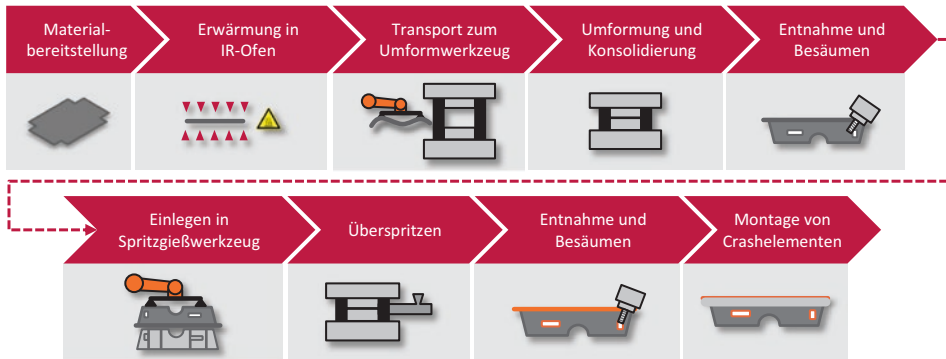 Material-
bereitstellung
Erwärmung in
IR-Ofen
Transport zum
Umformwerkzeug
Umformung und
Konsolidierung
Entnahme und
Besäumen
Einlegen in
Spritzgießwerkzeug
Überspritzen
Entnahme und
Besäumen
Montage von
Crashelementen